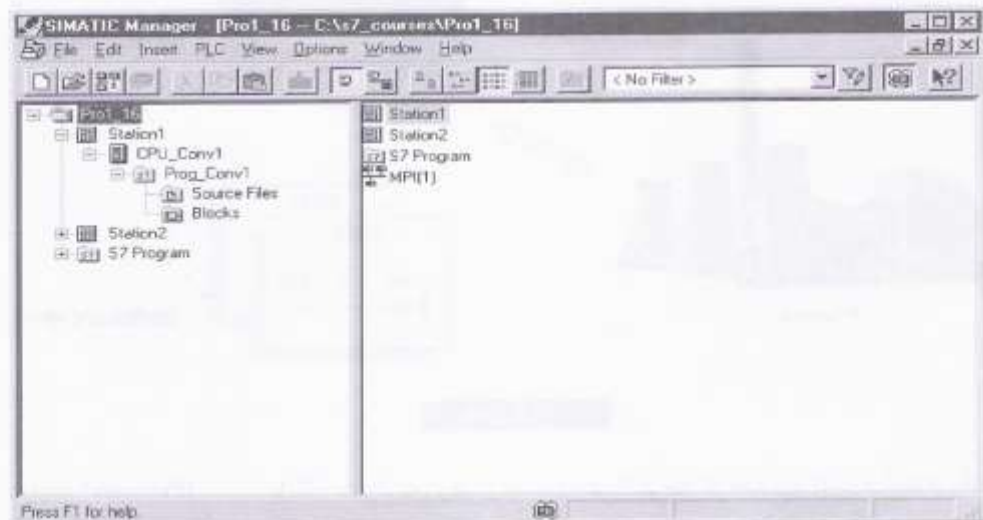 SIMATIC Manager - [Pro1_16 -- C:\s7_courses\Pro1_16]
File Edit Insert PLC View Options Window Help
< No Filter >
Pro1_16
Station1
CPU_Conv1
Prog_Conv1
Source Files
Blocks
Station2
S7 Program
Station1
Station2
S7 Program
MPI(1)
Press F1 for help.